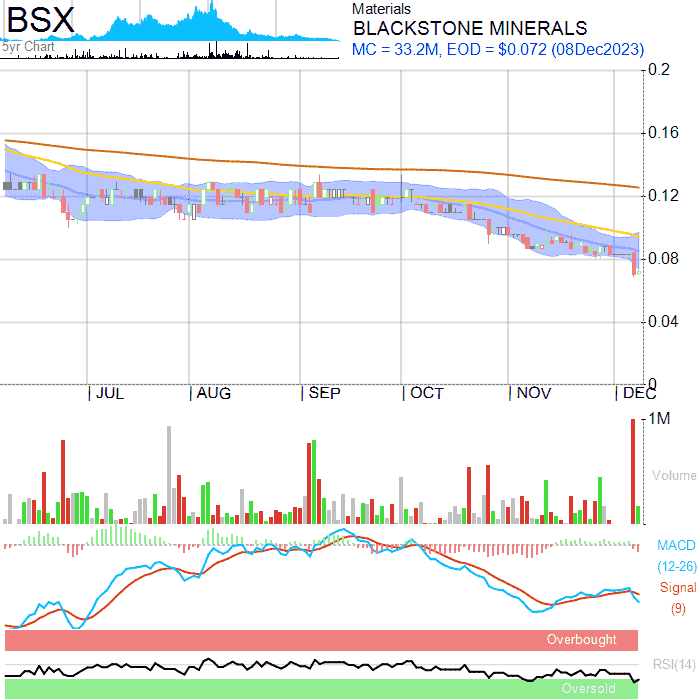 BSX
5yr Chart
Materials
BLACKSTONE MINERALS
MC = 33.2M, EOD = $0.072 (08Dec2023)
0.2
0.16
0.12
0.08
0.04
0
JUL AUG SEP OCT NOV DEC
1M
Volume
MACD
(12-26)
Signal
(9)
Overbought
RSI(14)
Oversold